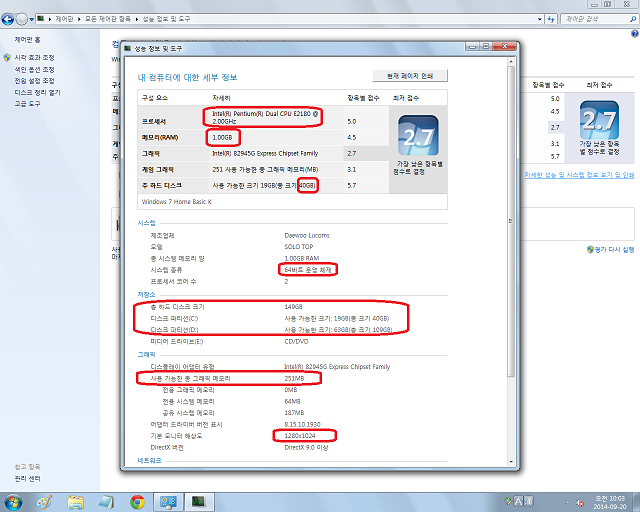 제어판 ▸ 모든 제어판 항목 ▸ 성능 정보 및 도구
제어판 검색
제어판 홈
시각 효과 조정
색인 옵션 조정
전원 설정 조정
디스크 정리 열기
고급 도구
성능 정보 및 도구
내 컴퓨터에 대한 세부 정보
현재 페이지 인쇄
구성 요소 자세히 항목별 점수 최저 점수
프로세서 Intel(R) Pentium(R) Dual CPU E2180 @ 2.00GHz 5.0
메모리(RAM) 1.00GB 4.5
그래픽 Intel(R) 82945G Express Chipset Family 2.7
게임 그래픽 251 사용 가능한 총 그래픽 메모리(MB) 3.1
주 하드 디스크 사용 가능한 크기 19GB(총 크기 40GB) 5.7
2.7
가장 낮은 항목별 점수로 결정
Windows 7 Home Basic K
시스템
제조업체 Daewoo Lucoms
모델 SOLO TOP
총 시스템 메모리 양 1.00GB RAM
시스템 종류 64비트 운영 체제
프로세서 코어 수 2
저장소
총 하드 디스크 크기 149GB
디스크 파티션(C:) 사용 가능한 크기: 19GB(총 크기 40GB)
디스크 파티션(D:) 사용 가능한 크기: 63GB(총 크기 109GB)
미디어 드라이브(E:) CD/DVD
그래픽
디스플레이 어댑터 유형 Intel(R) 82945G Express Chipset Family
사용 가능한 총 그래픽 메모리 251MB
전용 그래픽 메모리 0MB
전용 시스템 메모리 64MB
공유 시스템 메모리 187MB
어댑터 드라이버 버전 표시 8.15.10.1930
기본 모니터 해상도 1280x1024
DirectX 버전 DirectX 9.0 이상
네트워크
항목별 점수 최저 점수
5.0
4.5
2.7
3.1
5.7
2.7
가장 낮은 항목별 점수로 결정
자세한 성능 및 시스템 정보 보기 및 인쇄
평가 다시 실행
참고 항목
관리 센터
A 漢
오전 10:03
2014-09-20